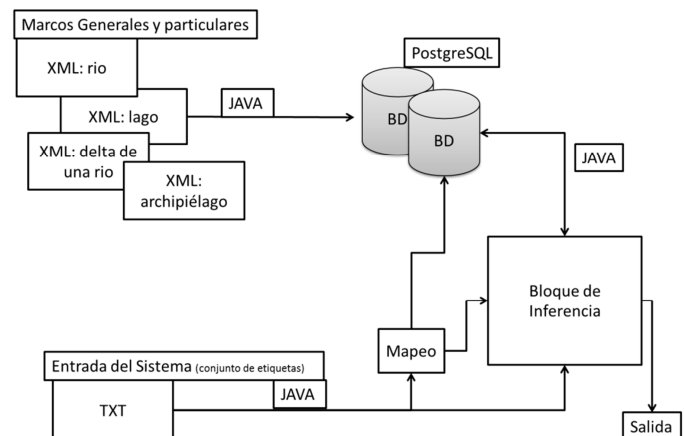 Marcos Generales y particulares
XML: rio
XML: lago
XML: delta de
una rio
XML:
archipiélago
JAVA
PostgreSQL
BD
BD
JAVA
Bloque de
Inferencia
Mapeo
Entrada del Sistema (conjunto de etiquetas)
JAVA
TXT
Salida